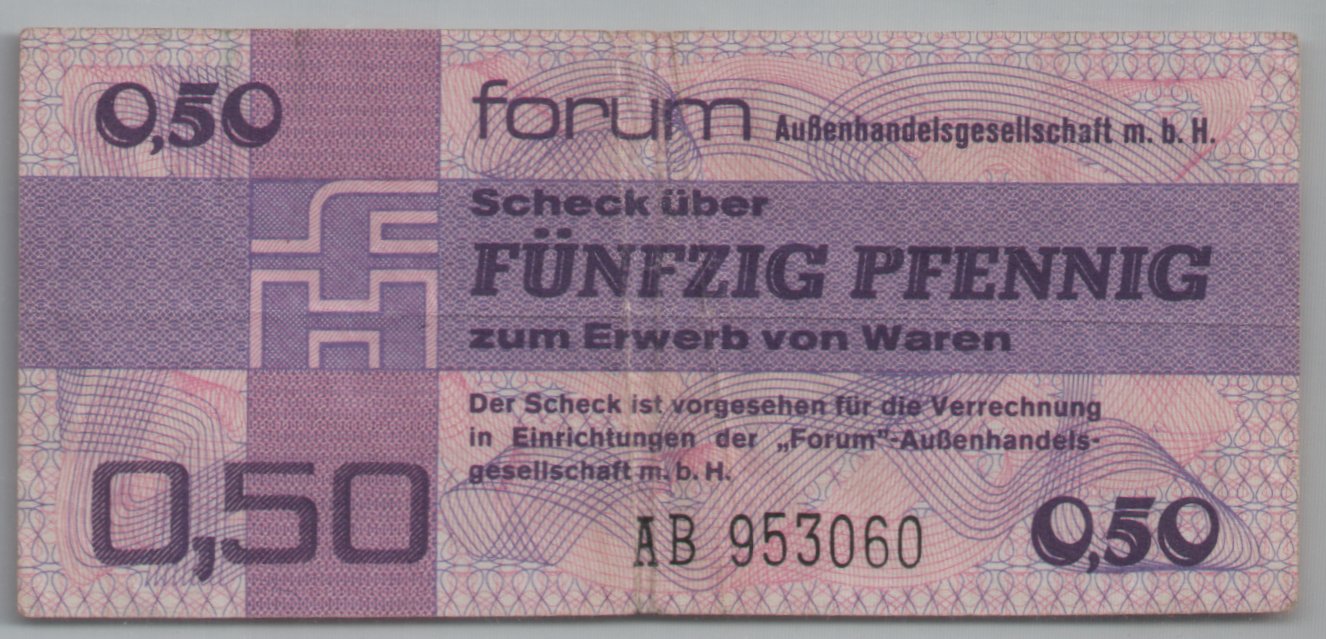 0,50
forum Außenhandelsgesellschaft m. b. H.
Scheck über
FÜNFZIG PFENNIG
zum Erwerb von Waren
Der Scheck ist vorgesehen für die Verrechnung
in Einrichtungen der „Forum"-Außenhandels-
gesellschaft m. b. H.
0,50
AB 953060
0,50